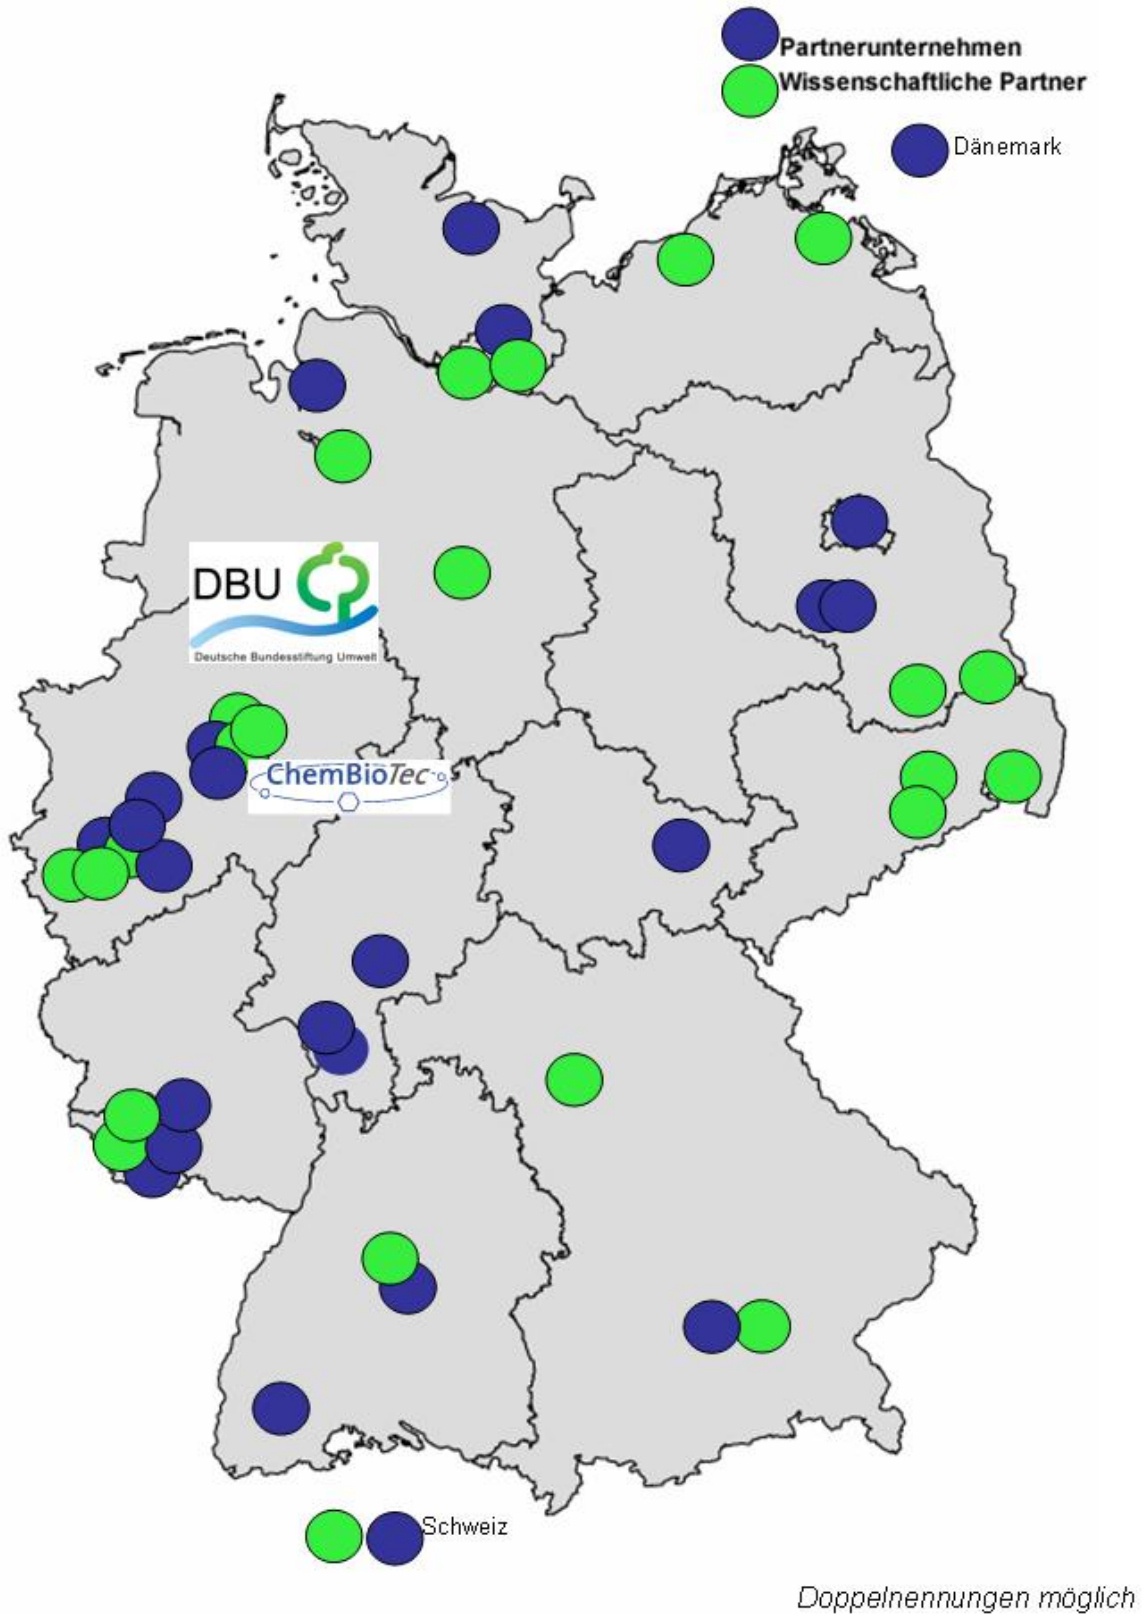 Partnerunternehmen
Wissenschaftliche Partner
Dänemark
DBU
Deutsche Bundesstiftung Umwelt
ChemBioTec
Schweiz
Doppelnennungen möglich